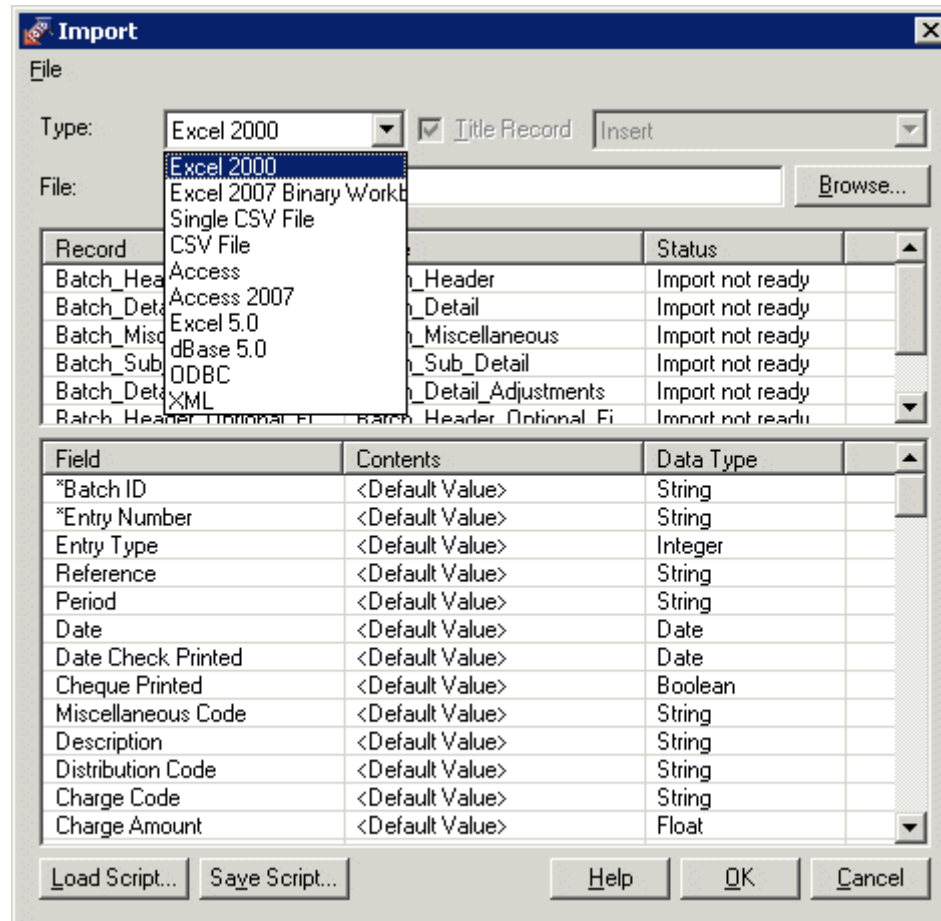 Import
File
Type: Excel 2000 Title Record Insert
Excel 2000
File: Browse...
Excel 2007 Binary Workb
Single CSV File
CSV File
Access
Access 2007
Excel 5.0
dBase 5.0
ODBC
XML
Record Status
Batch_Hea _Header Import not ready
Batch_Deta _Detail Import not ready
Batch_Misc _Miscellaneous Import not ready
Batch_Sub _Sub_Detail Import not ready
Batch_Deta _Detail_Adjustments Import not ready
Batch_Header_Optional_Fi... Batch_Header_Optional_Fi... Import not ready
Field Contents Data Type
*Batch ID <Default Value> String
*Entry Number <Default Value> String
Entry Type <Default Value> Integer
Reference <Default Value> String
Period <Default Value> String
Date <Default Value> Date
Date Check Printed <Default Value> Date
Cheque Printed <Default Value> Boolean
Miscellaneous Code <Default Value> String
Description <Default Value> String
Distribution Code <Default Value> String
Charge Code <Default Value> String
Charge Amount <Default Value> Float
Load Script... Save Script... Help OK Cancel